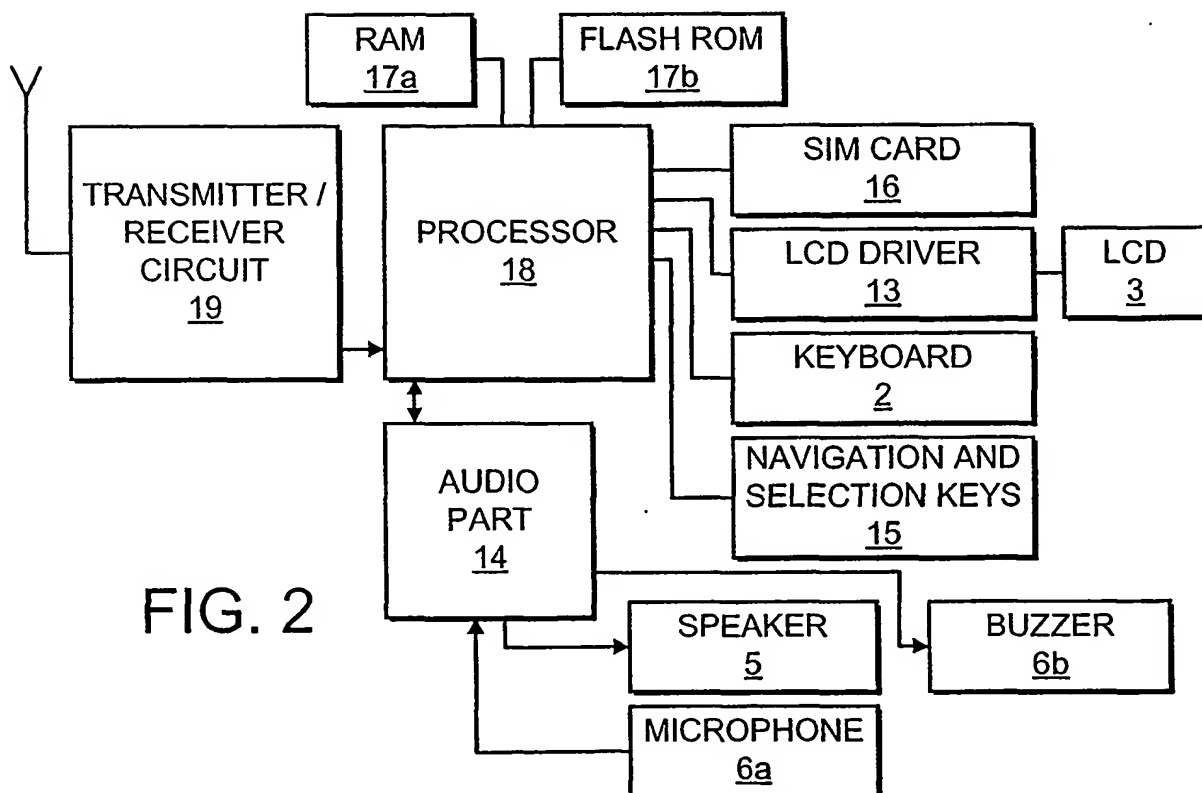 RAM
17a
FLASH ROM
17b
TRANSMITTER /
RECEIVER
CIRCUIT
19
PROCESSOR
18
SIM CARD
16
LCD DRIVER
13
LCD
3
KEYBOARD
2
NAVIGATION AND
SELECTION KEYS
15
AUDIO
PART
14
FIG. 2
SPEAKER
5
BUZZER
6b
MICROPHONE
6a